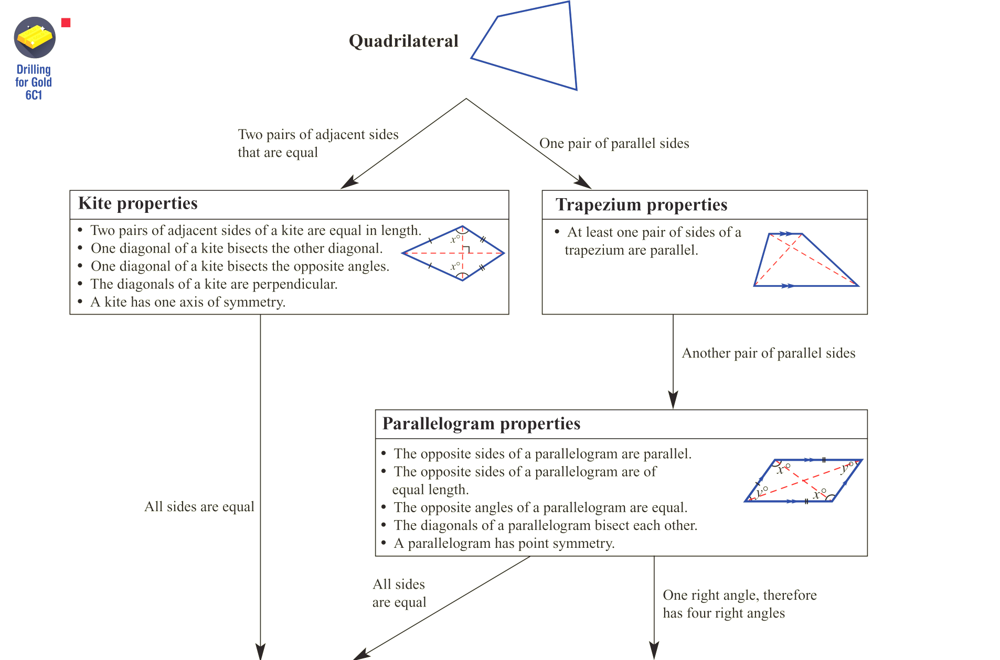 Drilling
for Gold
6C1
Quadrilateral
Two pairs of adjacent sides
that are equal
One pair of parallel sides
Kite properties
• Two pairs of adjacent sides of a kite are equal in length.
• One diagonal of a kite bisects the other diagonal.
• One diagonal of a kite bisects the opposite angles.
• The diagonals of a kite are perpendicular.
• A kite has one axis of symmetry.
x°
x°
Trapezium properties
• At least one pair of sides of a
trapezium are parallel.
Another pair of parallel sides
Parallelogram properties
• The opposite sides of a parallelogram are parallel.
• The opposite sides of a parallelogram are of
equal length.
• The opposite angles of a parallelogram are equal.
• The diagonals of a parallelogram bisect each other.
• A parallelogram has point symmetry.
x° y°
y° x°
All sides are equal
All sides
are equal
One right angle, therefore
has four right angles